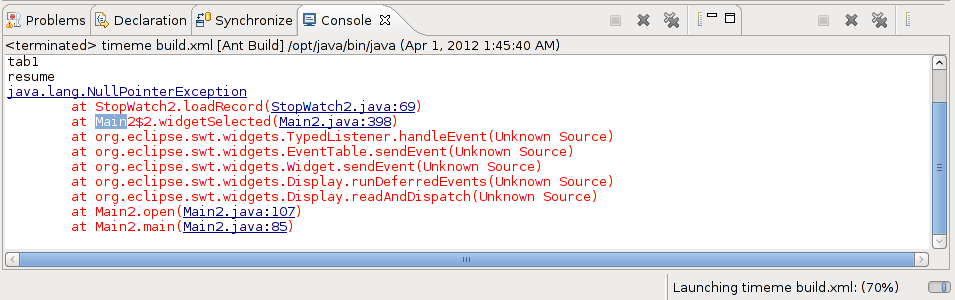 Problems Declaration Synchronize Console
<terminated> timeme build.xml [Ant Build] /opt/java/bin/java (Apr 1, 2012 1:45:40 AM)
tab1
resume
java.lang.NullPointerException
at StopWatch2.loadRecord(StopWatch2.java:69)
at Main2$2.widgetSelected(Main2.java:398)
at org.eclipse.swt.widgets.TypedListener.handleEvent(Unknown Source)
at org.eclipse.swt.widgets.EventTable.sendEvent(Unknown Source)
at org.eclipse.swt.widgets.Widget.sendEvent(Unknown Source)
at org.eclipse.swt.widgets.Display.runDeferredEvents(Unknown Source)
at org.eclipse.swt.widgets.Display.readAndDispatch(Unknown Source)
at Main2.open(Main2.java:107)
at Main2.main(Main2.java:85)
Launching timeme build.xml: (70%)